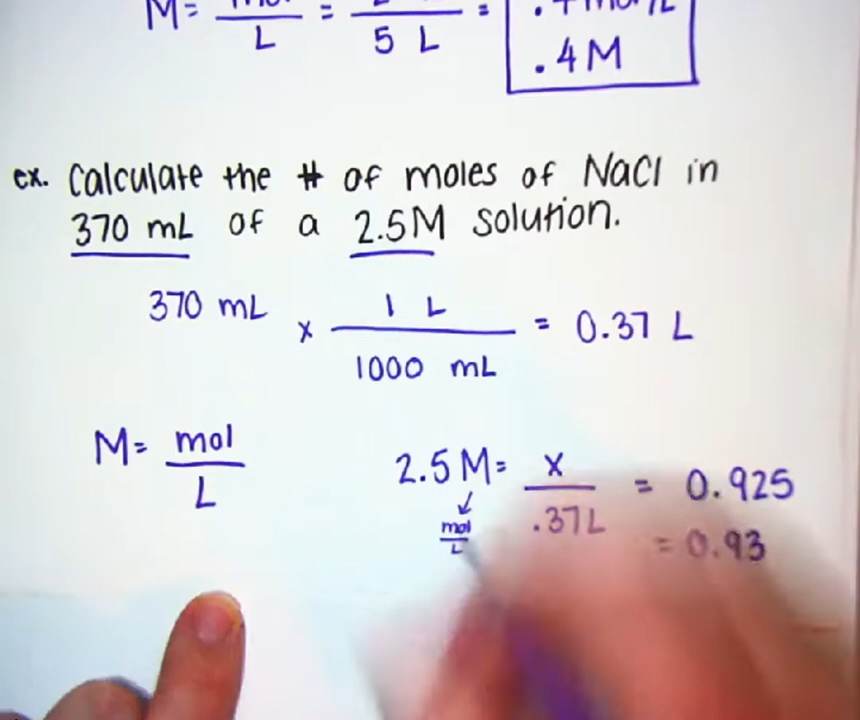 M= = =
L 5 L
.4M
ex. Calculate the # of moles of NaCl in
370 mL of a 2.5M solution.
370 mL x 1 L = 0.37 L
1000 mL
M= mol
L
2.5 M= x = 0.925
.37L
mol
L
= 0.93